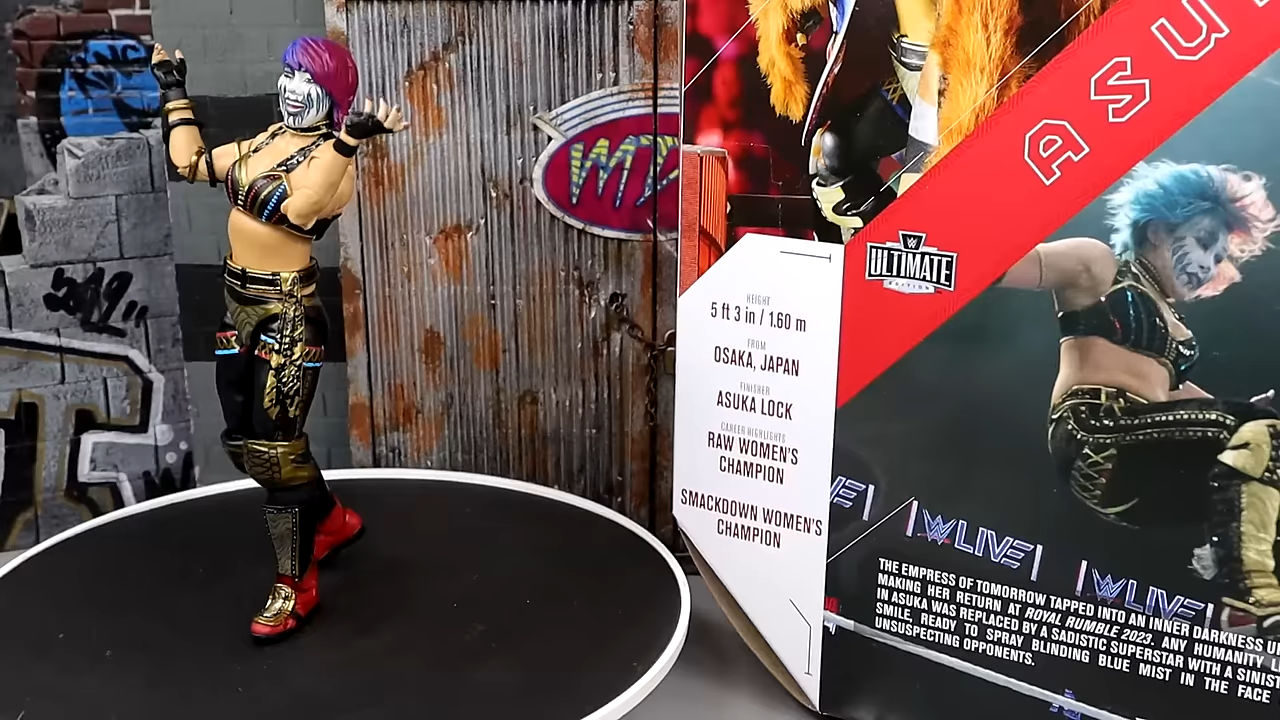 ASU
W
ULTIMATE
EDITION
HEIGHT
5 ft 3 in / 1.60 m
FROM
OSAKA, JAPAN
FINISHER
ASUKA LOCK
CAREER HIGHLIGHTS
RAW WOMEN'S
CHAMPION
SMACKDOWN WOMEN'S
CHAMPION
VE
WLIVE
WLIVE
THE EMPRESS OF TOMORROW TAPPED INTO AN INNER DARKNESS
MAKING HER RETURN AT ROYAL RUMBLE 2023. ANY HUMANITY
IN ASUKA WAS REPLACED BY A SADISTIC SUPERSTAR WITH A
SMILE, READY TO SPRAY BLINDING BLUE MIST IN THE FACE
UNSUSPECTING OPPONENTS.